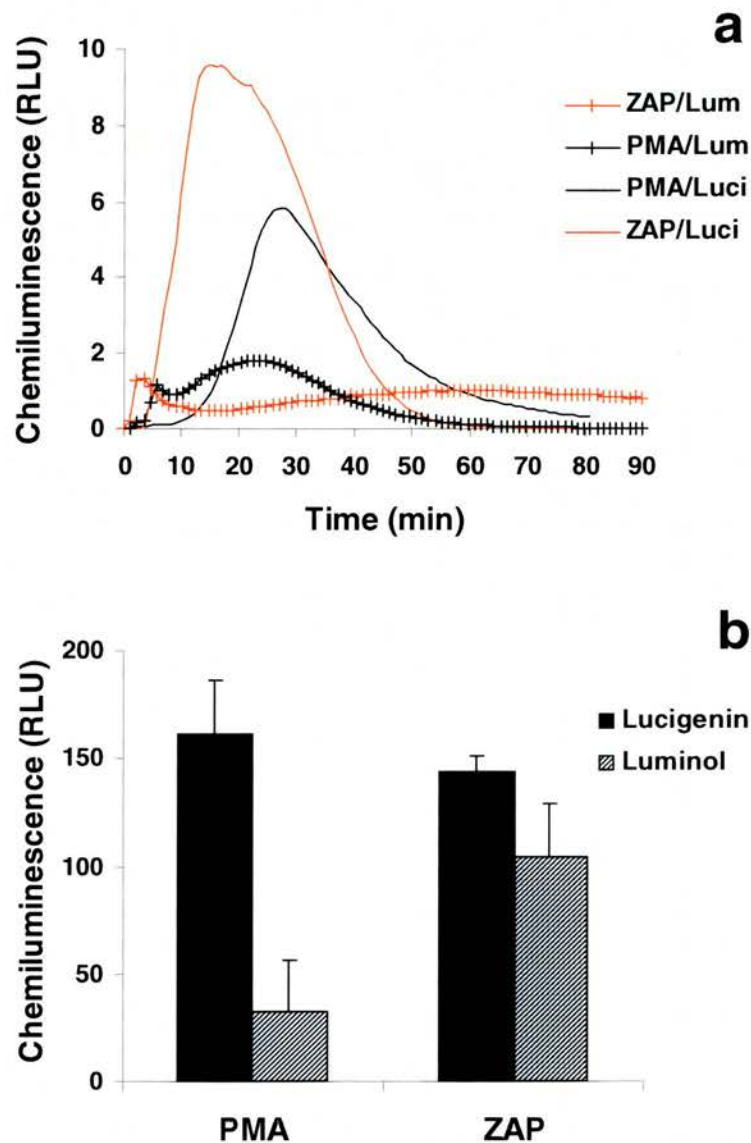 a
Chemiluminescence (RLU)
10
8
6
4
2
0
ZAP/Lum
PMA/Lum
PMA/Luci
ZAP/Luci
0 10 20 30 40 50 60 70 80 90
Time (min)
b
Chemiluminescence (RLU)
200
150
100
50
0
Lucigenin
Luminol
PMA ZAP